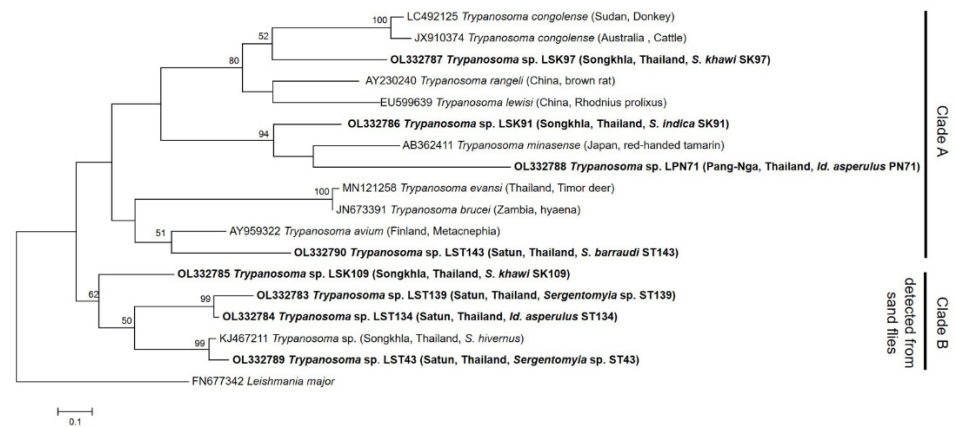 LC492125 Trypanosoma congolense (Sudan, Donkey)
100
JX910374 Trypanosoma congolense (Australia , Cattle)
52
OL332787 Trypanosoma sp. LSK97 (Songkhla, Thailand, S. khawi SK97)
80
AY230240 Trypanosoma rangeli (China, brown rat)
EU599639 Trypanosoma lewisi (China, Rhodnius prolixus)
OL332786 Trypanosoma sp. LSK91 (Songkhla, Thailand, S. indica SK91)
94
AB362411 Trypanosoma minasense (Japan, red-handed tamarin)
OL332788 Trypanosoma sp. LPN71 (Pang-Nga, Thailand, Id. asperulus PN71)
MN121258 Trypanosoma evansi (Thailand, Timor deer)
100
JN673391 Trypanosoma brucei (Zambia, hyaena)
AY959322 Trypanosoma avium (Finland, Metacnephia)
51
OL332790 Trypanosoma sp. LST143 (Satun, Thailand, S. barraudi ST143)
Clade A
OL332785 Trypanosoma sp. LSK109 (Songkhla, Thailand, S. khawi SK109)
62
OL332783 Trypanosoma sp. LST139 (Satun, Thailand, Sergentomyia sp. ST139)
99
OL332784 Trypanosoma sp. LST134 (Satun, Thailand, Id. asperulus ST134)
50
KJ467211 Trypanosoma sp. (Songkhla, Thailand, S. hivernus)
99
OL332789 Trypanosoma sp. LST43 (Satun, Thailand, Sergentomyia sp. ST43)
Clade B
detected from
sand flies
FN677342 Leishmania major
0.1